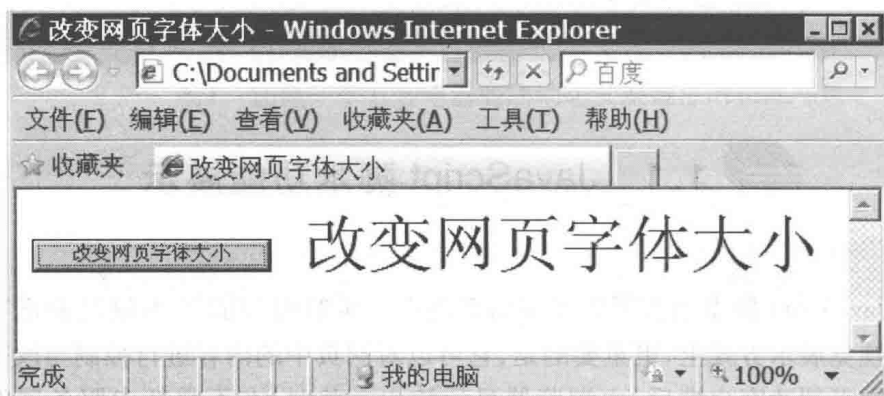 改变网页字体大小 - Windows Internet Explorer
C:\Documents and Settir 百度
文件(F) 编辑(E) 查看(V) 收藏夹(A) 工具(T) 帮助(H)
收藏夹 改变网页字体大小
改变网页字体大小 改变网页字体大小
完成 我的电脑 100%